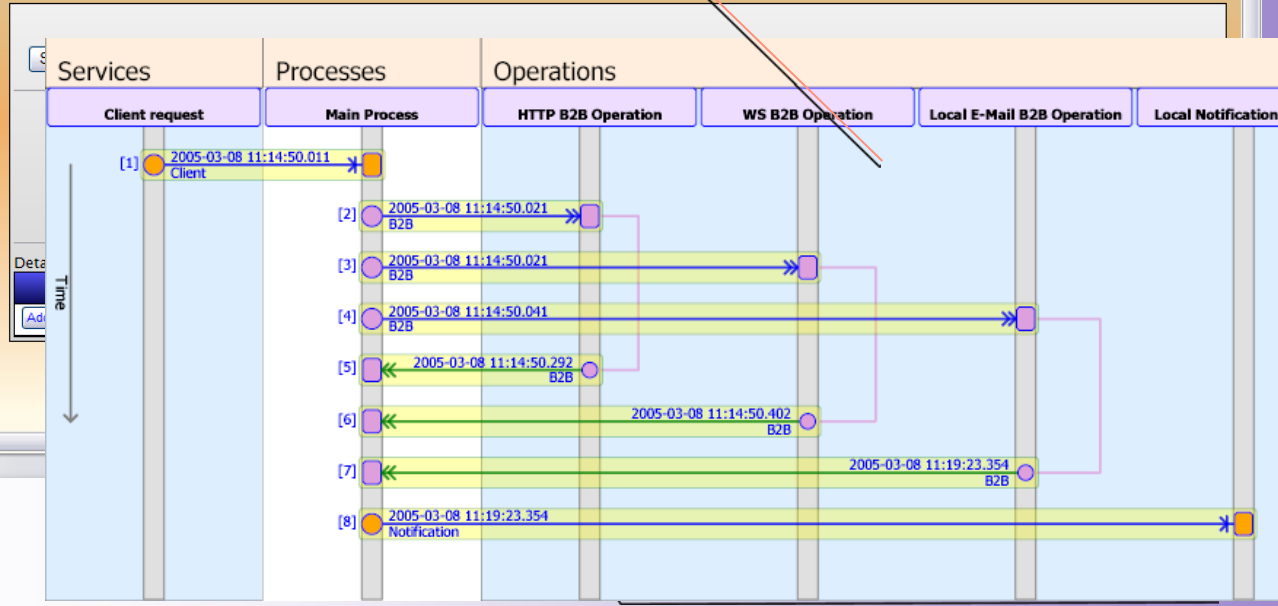 Services Processes Operations
Client request Main Process HTTP B2B Operation WS B2B Operation Local E-Mail B2B Operation Local Notification
[1] 2005-03-08 11:14:50.011
Client
[2] 2005-03-08 11:14:50.021
B2B
[3] 2005-03-08 11:14:50.021
B2B
Time
[4] 2005-03-08 11:14:50.041
B2B
[5] 2005-03-08 11:14:50.292
B2B
[6] 2005-03-08 11:14:50.402
B2B
[7] 2005-03-08 11:19:23.354
B2B
[8] 2005-03-08 11:19:23.354
Notification